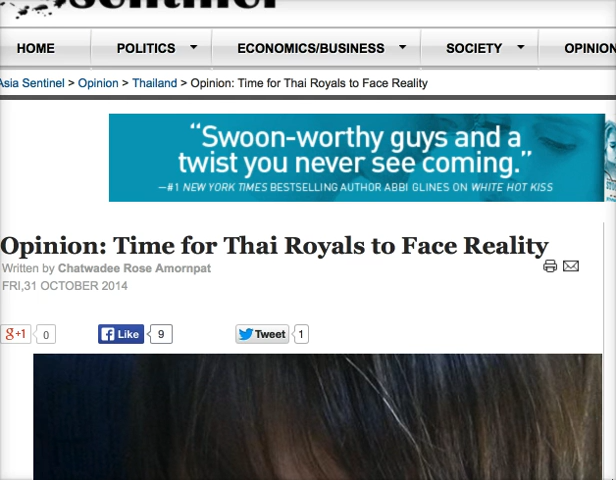 sentinel
HOME POLITICS ECONOMICS/BUSINESS SOCIETY OPINION
Asia Sentinel > Opinion > Thailand > Opinion: Time for Thai Royals to Face Reality
“Swoon-worthy guys and a
twist you never see coming.”
—#1 NEW YORK TIMES BESTSELLING AUTHOR ABBI GLINES ON WHITE HOT KISS
Opinion: Time for Thai Royals to Face Reality
Written by Chatwadee Rose Amornpat
FRI,31 OCTOBER 2014
g+1 0 Like 9 Tweet 1